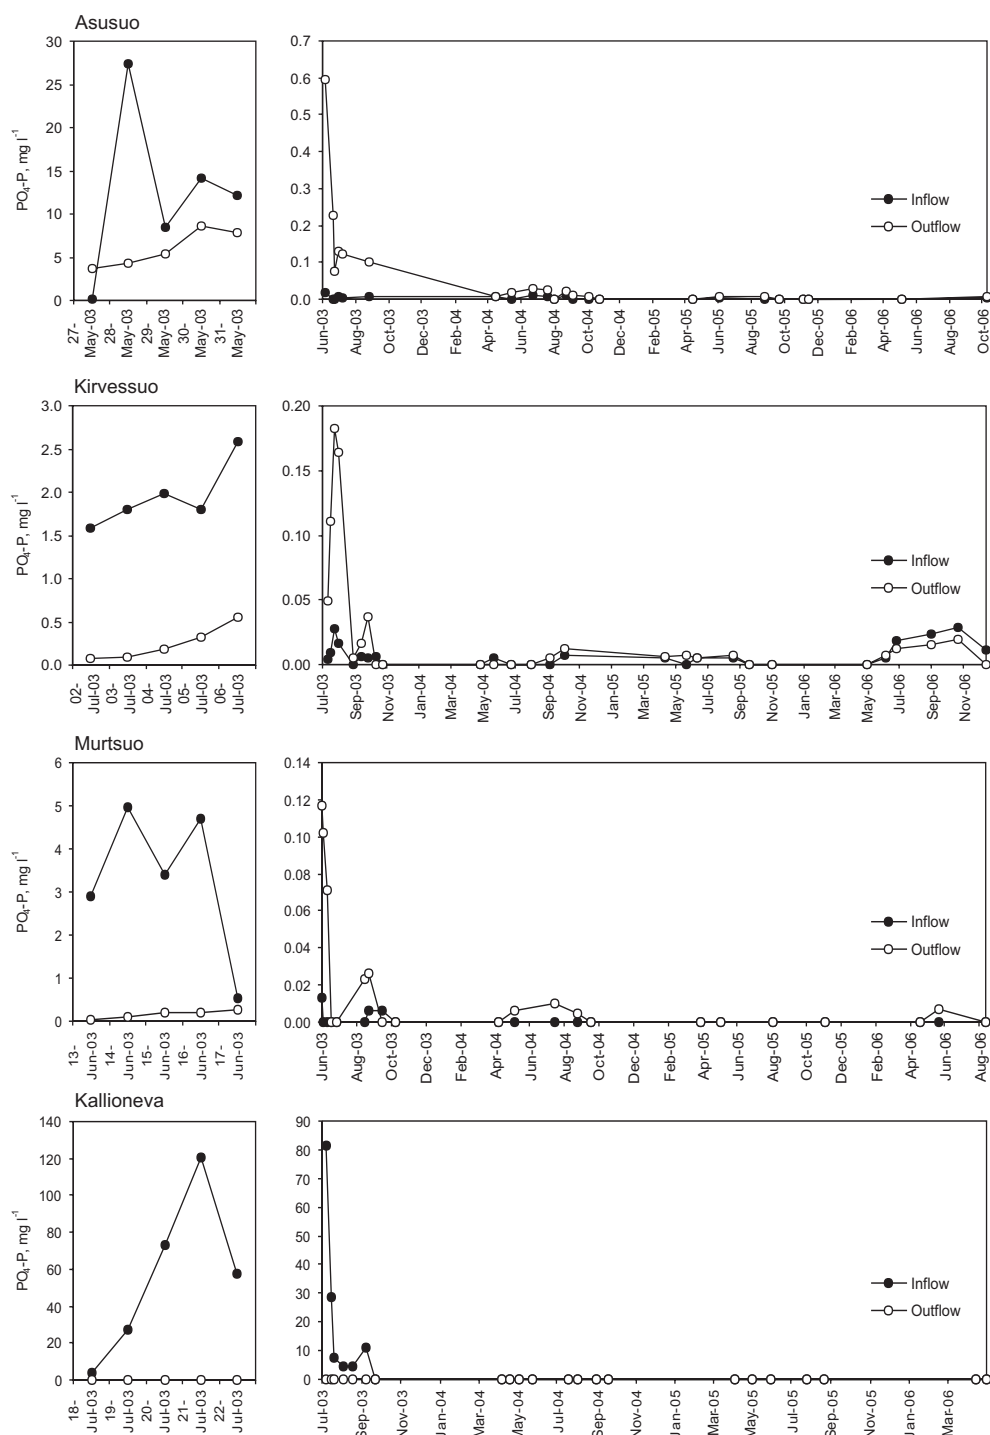 Asusuo
PO₄-P, mg l⁻¹
30
25
20
15
10
5
0
27-May-03
28-May-03
29-May-03
30-May-03
31-May-03
0.7
0.6
0.5
0.4
0.3
0.2
0.1
0.0
Inflow
Outflow
Jun-03
Aug-03
Oct-03
Dec-03
Feb-04
Apr-04
Jun-04
Aug-04
Oct-04
Dec-04
Feb-05
Apr-05
Jun-05
Aug-05
Oct-05
Dec-05
Feb-06
Apr-06
Jun-06
Aug-06
Oct-06
Kirvessuo
PO₄-P, mg l⁻¹
3.0
2.5
2.0
1.5
1.0
0.5
0.0
02-Jul-03
03-Jul-03
04-Jul-03
05-Jul-03
06-Jul-03
0.20
0.15
0.10
0.05
0.00
Inflow
Outflow
Jul-03
Sep-03
Nov-03
Jan-04
Mar-04
May-04
Jul-04
Sep-04
Nov-04
Jan-05
Mar-05
May-05
Jul-05
Sep-05
Nov-05
Jan-06
Mar-06
May-06
Jul-06
Sep-06
Nov-06
Murtsuo
PO₄-P, mg l⁻¹
6
5
4
3
2
1
0
13-Jun-03
14-Jun-03
15-Jun-03
16-Jun-03
17-Jun-03
0.14
0.12
0.10
0.08
0.06
0.04
0.02
0.00
Inflow
Outflow
Jun-03
Aug-03
Oct-03
Dec-03
Feb-04
Apr-04
Jun-04
Aug-04
Oct-04
Dec-04
Feb-05
Apr-05
Jun-05
Aug-05
Oct-05
Dec-05
Feb-06
Apr-06
Jun-06
Aug-06
Kallioneva
PO₄-P, mg l⁻¹
140
120
100
80
60
40
20
0
18-Jul-03
19-Jul-03
20-Jul-03
21-Jul-03
22-Jul-03
90
80
70
60
50
40
30
20
10
0
Inflow
Outflow
Jul-03
Sep-03
Nov-03
Jan-04
Mar-04
May-04
Jul-04
Sep-04
Nov-04
Jan-05
Mar-05
May-05
Jul-05
Sep-05
Nov-05
Jan-06
Mar-06